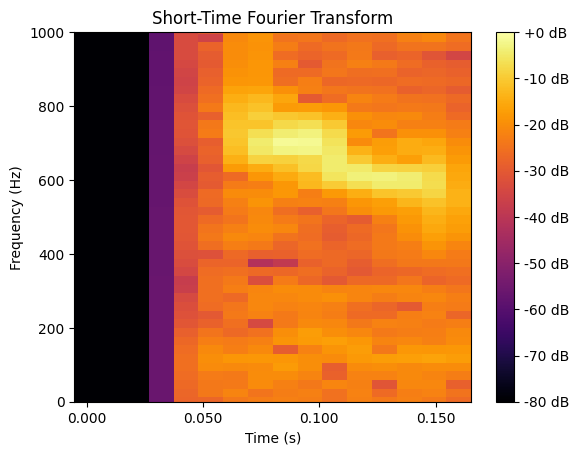 Short-Time Fourier Transform
Frequency (Hz)
1000
800
600
400
200
0
0.000
0.050
0.100
0.150
Time (s)
+0 dB
-10 dB
-20 dB
-30 dB
-40 dB
-50 dB
-60 dB
-70 dB
-80 dB